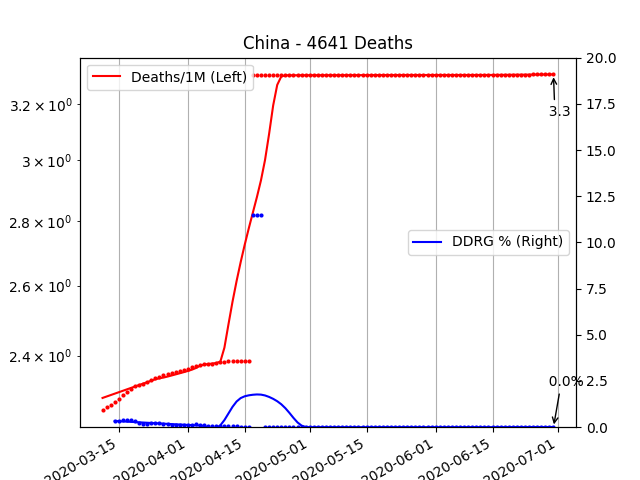 China - 4641 Deaths
Deaths/1M (Left)
DDRG % (Right)
3.2 × 10⁰
3 × 10⁰
2.8 × 10⁰
2.6 × 10⁰
2.4 × 10⁰
20.0
17.5
15.0
12.5
10.0
7.5
5.0
2.5
0.0
3.3
0.0%
2020-03-15
2020-04-01
2020-04-15
2020-05-01
2020-05-15
2020-06-01
2020-06-15
2020-07-01